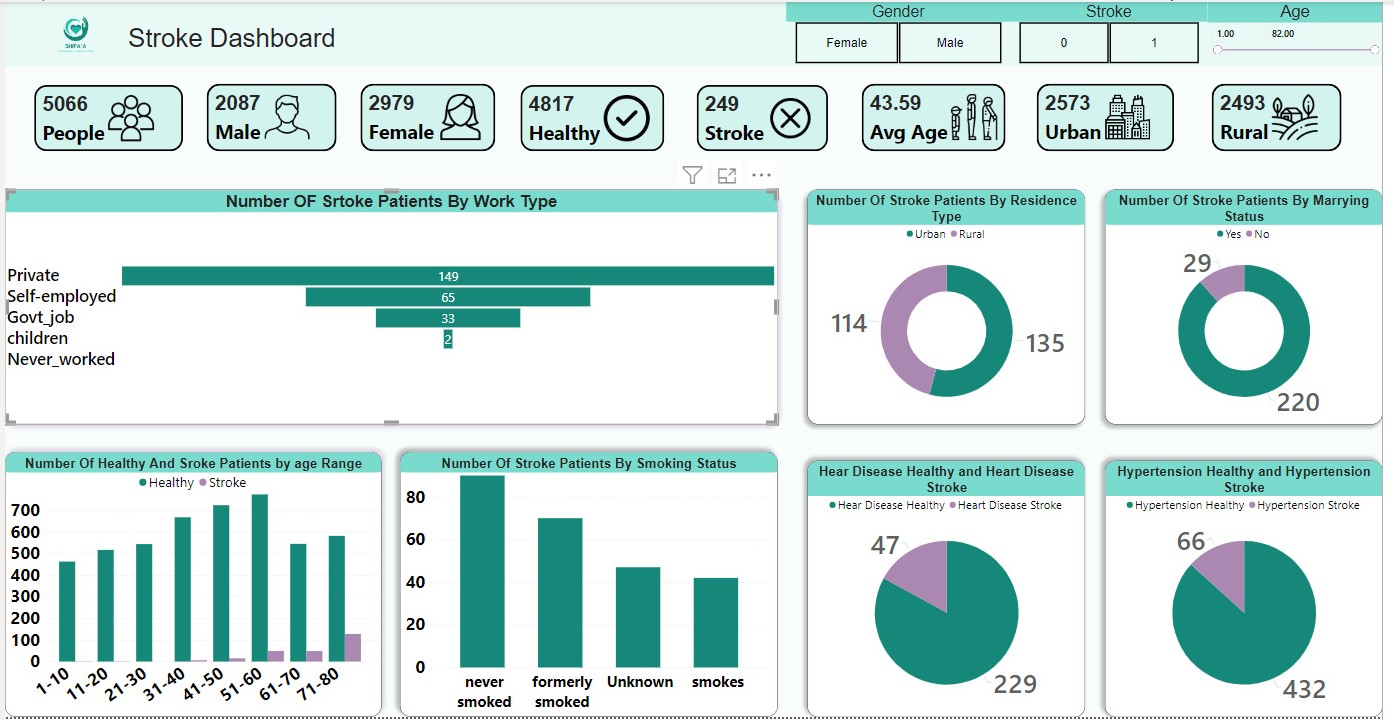 Gender
Stroke
Age
SHIFA'A
Stroke Dashboard
Female
Male
0
1
1.00
82.00
5066
People
2087
Male
2979
Female
4817
Healthy
249
Stroke
43.59
Avg Age
2573
Urban
2493
Rural
Number OF Srtoke Patients By Work Type
Private
149
Self-employed
65
Govt_job
33
children
2
Never_worked
Number Of Stroke Patients By Residence
Type
Urban Rural
114
135
Number Of Stroke Patients By Marrying
Status
Yes No
29
220
Number Of Healthy And Sroke Patients by age Range
Healthy Stroke
700
600
500
400
300
200
100
0
1-10
11-20
21-30
31-40
41-50
51-60
61-70
71-80
Number Of Stroke Patients By Smoking Status
80
60
40
20
0
never
smoked
formerly
smoked
Unknown
smokes
Hear Disease Healthy and Heart Disease
Stroke
Hear Disease Healthy Heart Disease Stroke
47
229
Hypertension Healthy and Hypertension
Stroke
Hypertension Healthy Hypertension Stroke
66
432